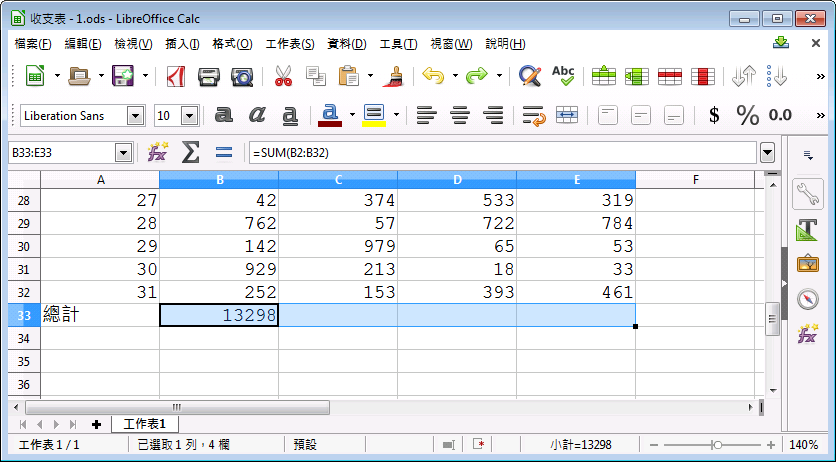 收支表 - 1.ods - LibreOffice Calc
檔案(F) 編輯(E) 檢視(V) 插入(I) 格式(O) 工作表(S) 資料(D) 工具(T) 視窗(W) 說明(H)
Abc
Liberation Sans 10 a a a a $ % 0.0
B33:E33 fx Σ = =SUM(B2:B32)
A B C D E F
28 27 42 374 533 319
29 28 762 57 722 784
30 29 142 979 65 53
31 30 929 213 18 33
32 31 252 153 393 461
33 總計 13298
34
35
36
工作表1
工作表 1 / 1 已選取 1 列，4 欄 預設 小計=13298 140%